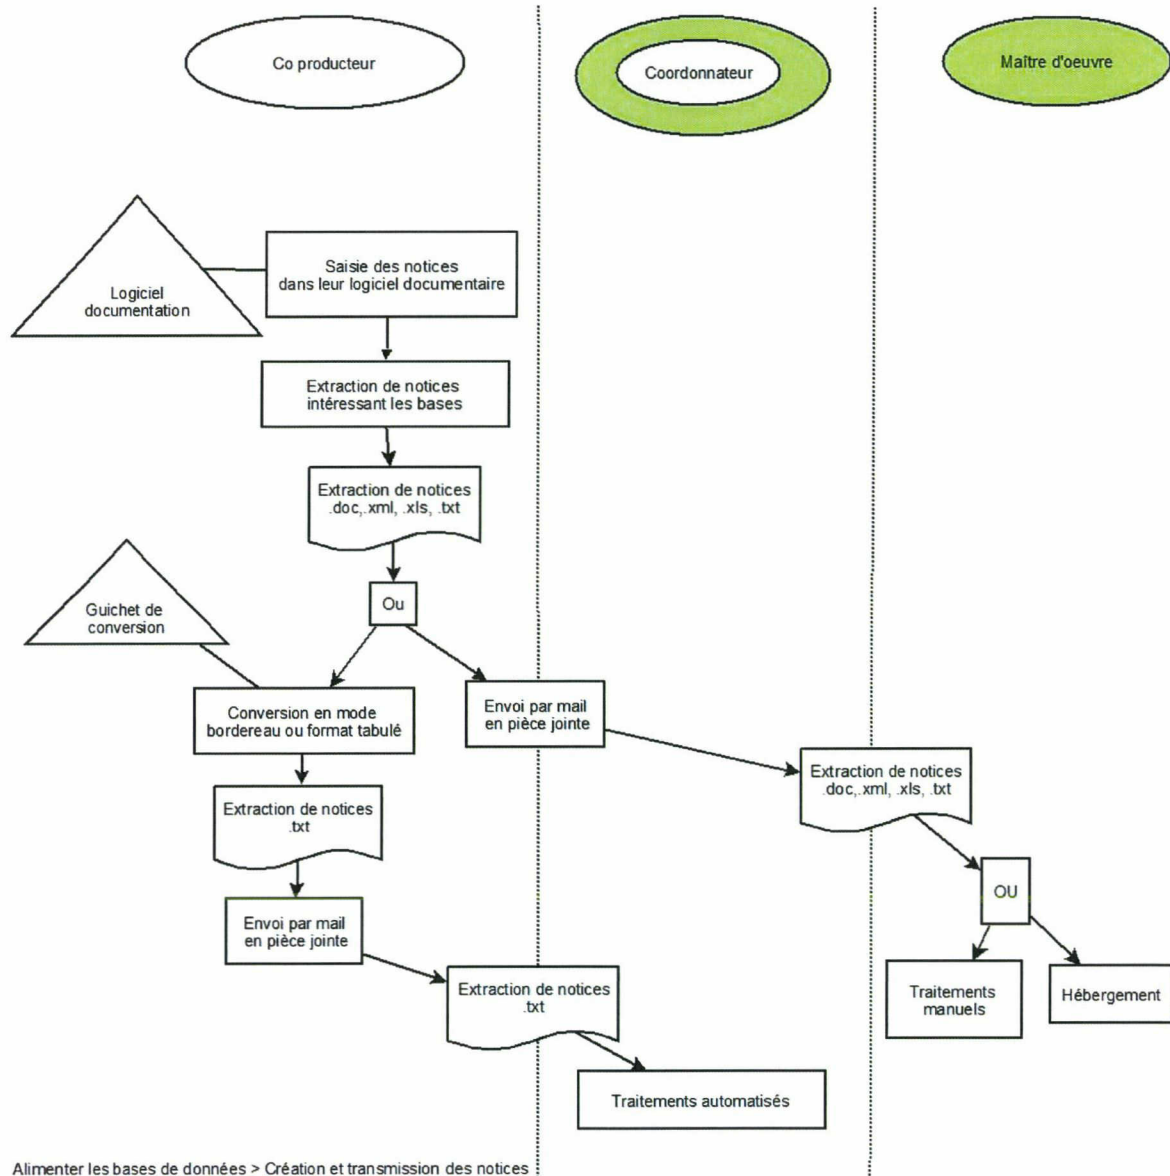 Co producteur
Coordonnateur
Maître d'oeuvre
Logiciel
documentation
Saisie des notices
dans leur logiciel documentaire
Extraction de notices
intéressant les bases
Extraction de notices
.doc,.xml, .xls, .txt
Ou
Guichet de
conversion
Conversion en mode
bordereau ou format tabulé
Envoi par mail
en pièce jointe
Extraction de notices
.doc,.xml, .xls, .txt
Extraction de notices
.txt
OU
Envoi par mail
en pièce jointe
Traitements
manuels
Hébergement
Extraction de notices
.txt
Traitements automatisés
Alimenter les bases de données > Création et transmission des notices